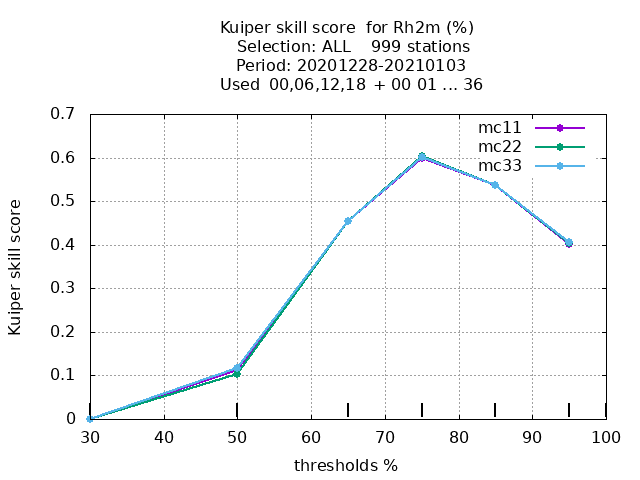 Kuiper skill score  for Rh2m (%)
Selection: ALL    999 stations
Period: 20201228-20210103
Used  00,06,12,18  + 00 01 ... 36
0.7
0.6
0.5
0.4
0.3
0.2
0.1
0
Kuiper skill score
mc11
mc22
mc33
30 40 50 60 70 80 90 100
thresholds %